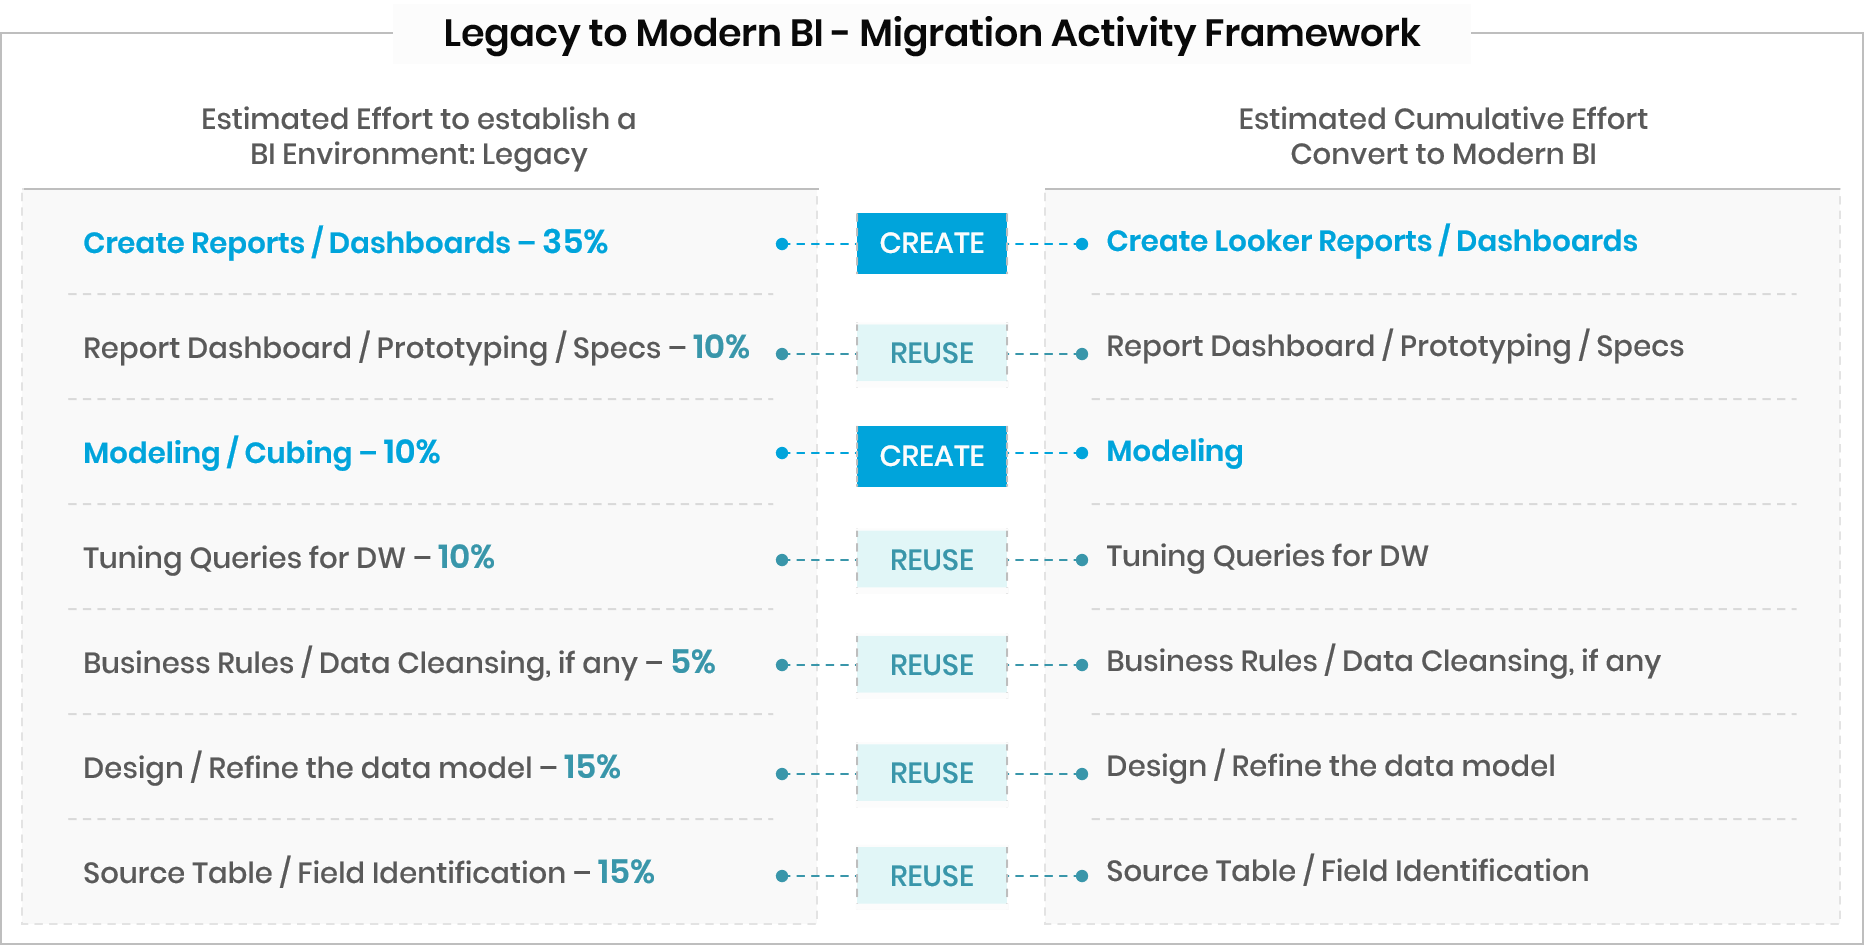 Legacy to Modern BI - Migration Activity Framework
Estimated Effort to establish a
BI Environment: Legacy
Estimated Cumulative Effort
Convert to Modern BI
Create Reports / Dashboards – 35%
CREATE
Create Looker Reports / Dashboards
Report Dashboard / Prototyping / Specs – 10%
REUSE
Report Dashboard / Prototyping / Specs
Modeling / Cubing – 10%
CREATE
Modeling
Tuning Queries for DW – 10%
REUSE
Tuning Queries for DW
Business Rules / Data Cleansing, if any – 5%
REUSE
Business Rules / Data Cleansing, if any
Design / Refine the data model – 15%
REUSE
Design / Refine the data model
Source Table / Field Identification – 15%
REUSE
Source Table / Field Identification